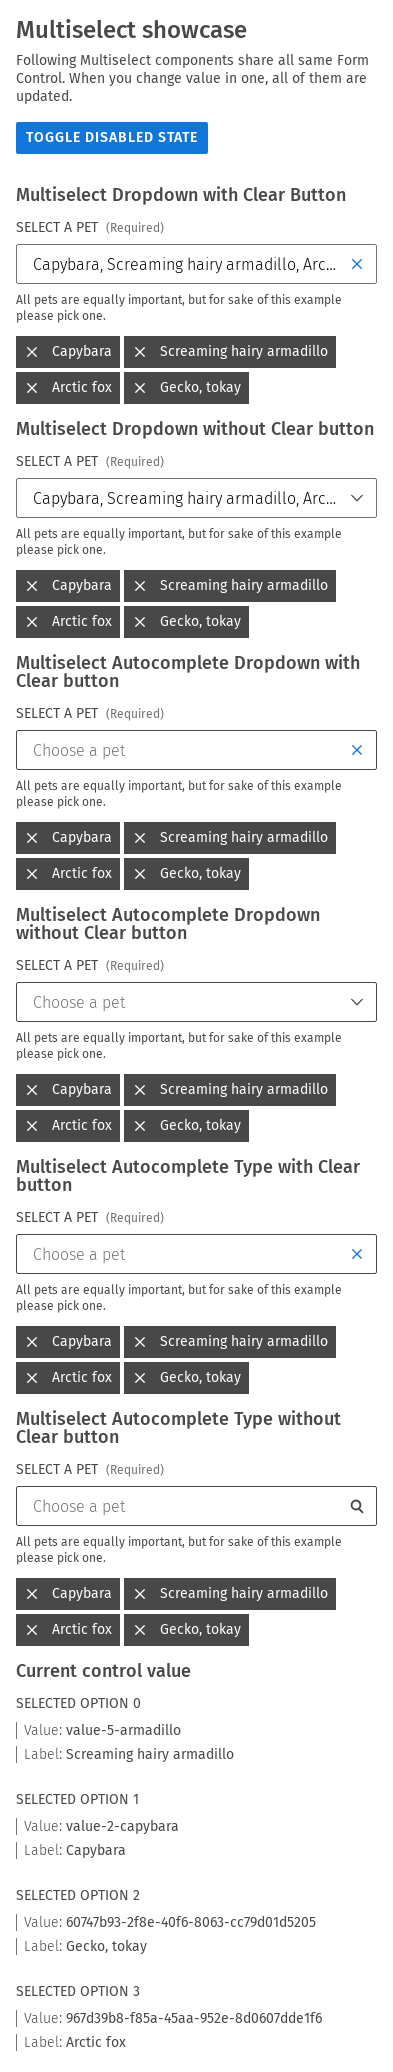 Multiselect showcase
Following Multiselect components share all same Form
Control. When you change value in one, all of them are
updated.
TOGGLE DISABLED STATE
Multiselect Dropdown with Clear Button
SELECT A PET (Required)
Capybara, Screaming hairy armadillo, Arc...
All pets are equally important, but for sake of this example
please pick one.
Capybara Screaming hairy armadillo
Arctic fox Gecko, tokay
Multiselect Dropdown without Clear button
SELECT A PET (Required)
Capybara, Screaming hairy armadillo, Arc...
All pets are equally important, but for sake of this example
please pick one.
Capybara Screaming hairy armadillo
Arctic fox Gecko, tokay
Multiselect Autocomplete Dropdown with
Clear button
SELECT A PET (Required)
Choose a pet
All pets are equally important, but for sake of this example
please pick one.
Capybara Screaming hairy armadillo
Arctic fox Gecko, tokay
Multiselect Autocomplete Dropdown
without Clear button
SELECT A PET (Required)
Choose a pet
All pets are equally important, but for sake of this example
please pick one.
Capybara Screaming hairy armadillo
Arctic fox Gecko, tokay
Multiselect Autocomplete Type with Clear
button
SELECT A PET (Required)
Choose a pet
All pets are equally important, but for sake of this example
please pick one.
Capybara Screaming hairy armadillo
Arctic fox Gecko, tokay
Multiselect Autocomplete Type without
Clear button
SELECT A PET (Required)
Choose a pet
All pets are equally important, but for sake of this example
please pick one.
Capybara Screaming hairy armadillo
Arctic fox Gecko, tokay
Current control value
SELECTED OPTION 0
Value: value-5-armadillo
Label: Screaming hairy armadillo
SELECTED OPTION 1
Value: value-2-capybara
Label: Capybara
SELECTED OPTION 2
Value: 60747b93-2f8e-40f6-8063-cc79d01d5205
Label: Gecko, tokay
SELECTED OPTION 3
Value: 967d39b8-f85a-45aa-952e-8d0607dde1f6
Label: Arctic fox